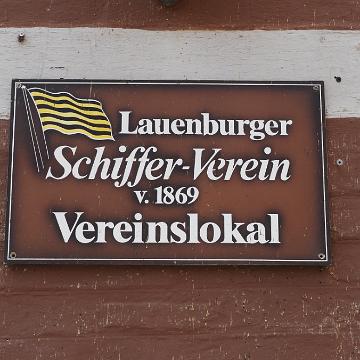 Lauenburger
Schiffer-Verein
v. 1869
Vereinslokal